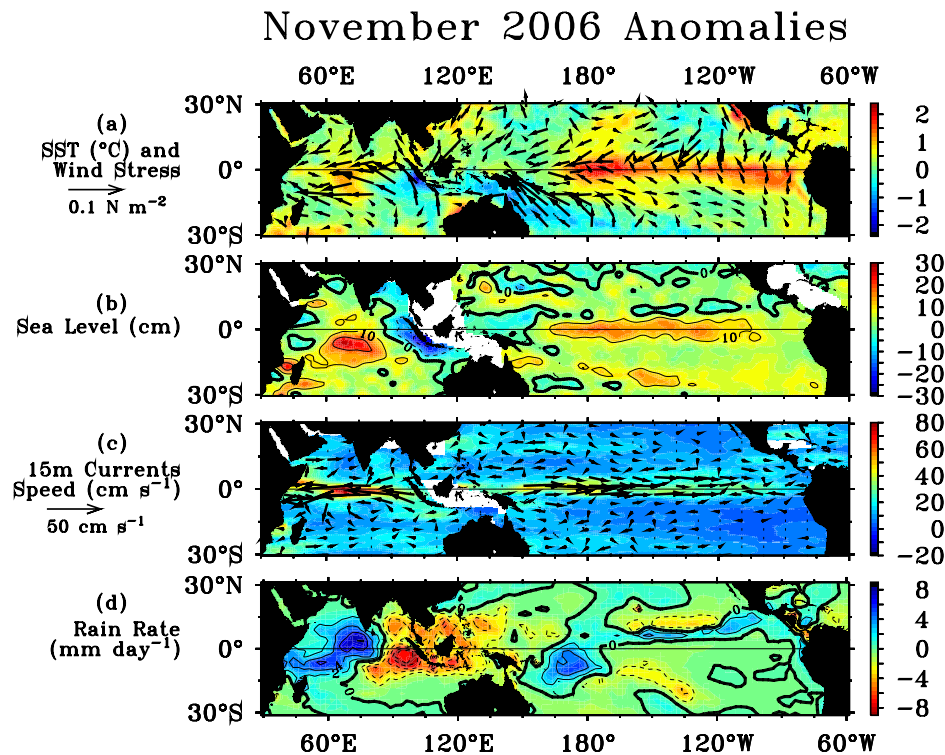 November 2006 Anomalies
60°E 120°E 180° 120°W 60°W
(a)
SST (°C) and
Wind Stress
0.1 N m⁻²
30°N
0°
30°S
2
1
0
−1
−2
(b)
Sea Level (cm)
30°N
0°
30°S
0
10
0
10
30
20
10
0
−10
−20
−30
(c)
15m Currents
Speed (cm s⁻¹)
50 cm s⁻¹
30°N
0°
30°S
80
60
40
20
0
−20
(d)
Rain Rate
(mm day⁻¹)
30°N
0°
30°S
0
0
0
8
4
0
−4
−8
60°E 120°E 180° 120°W 60°W